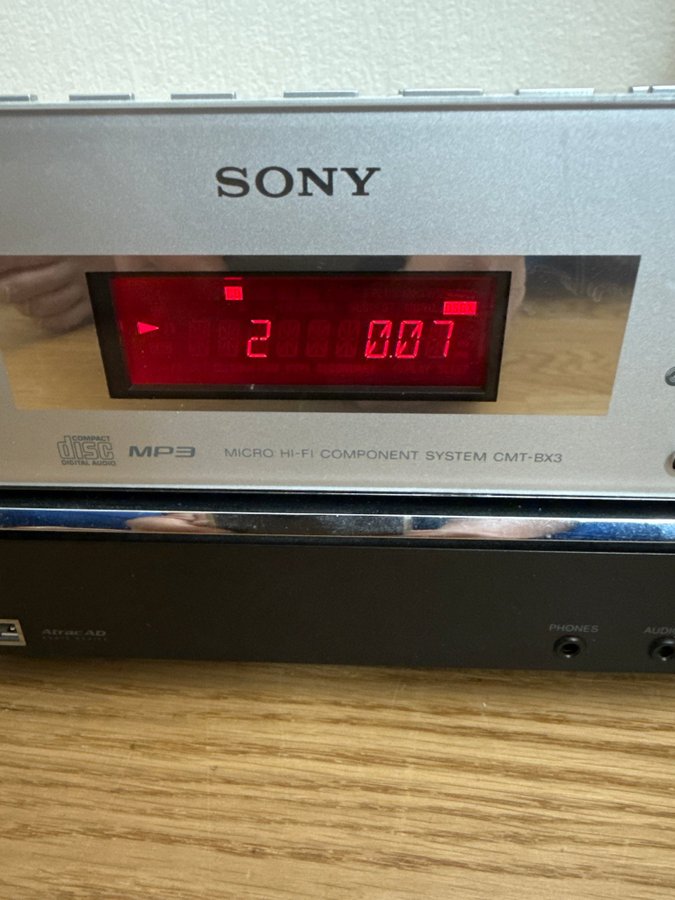 SONY
2 0.07
COMPACT
disc
DIGITAL AUDIO
MP3
MICRO HI-FI COMPONENT SYSTEM CMT-BX3
Atrac AD
PHONES
AUDIO